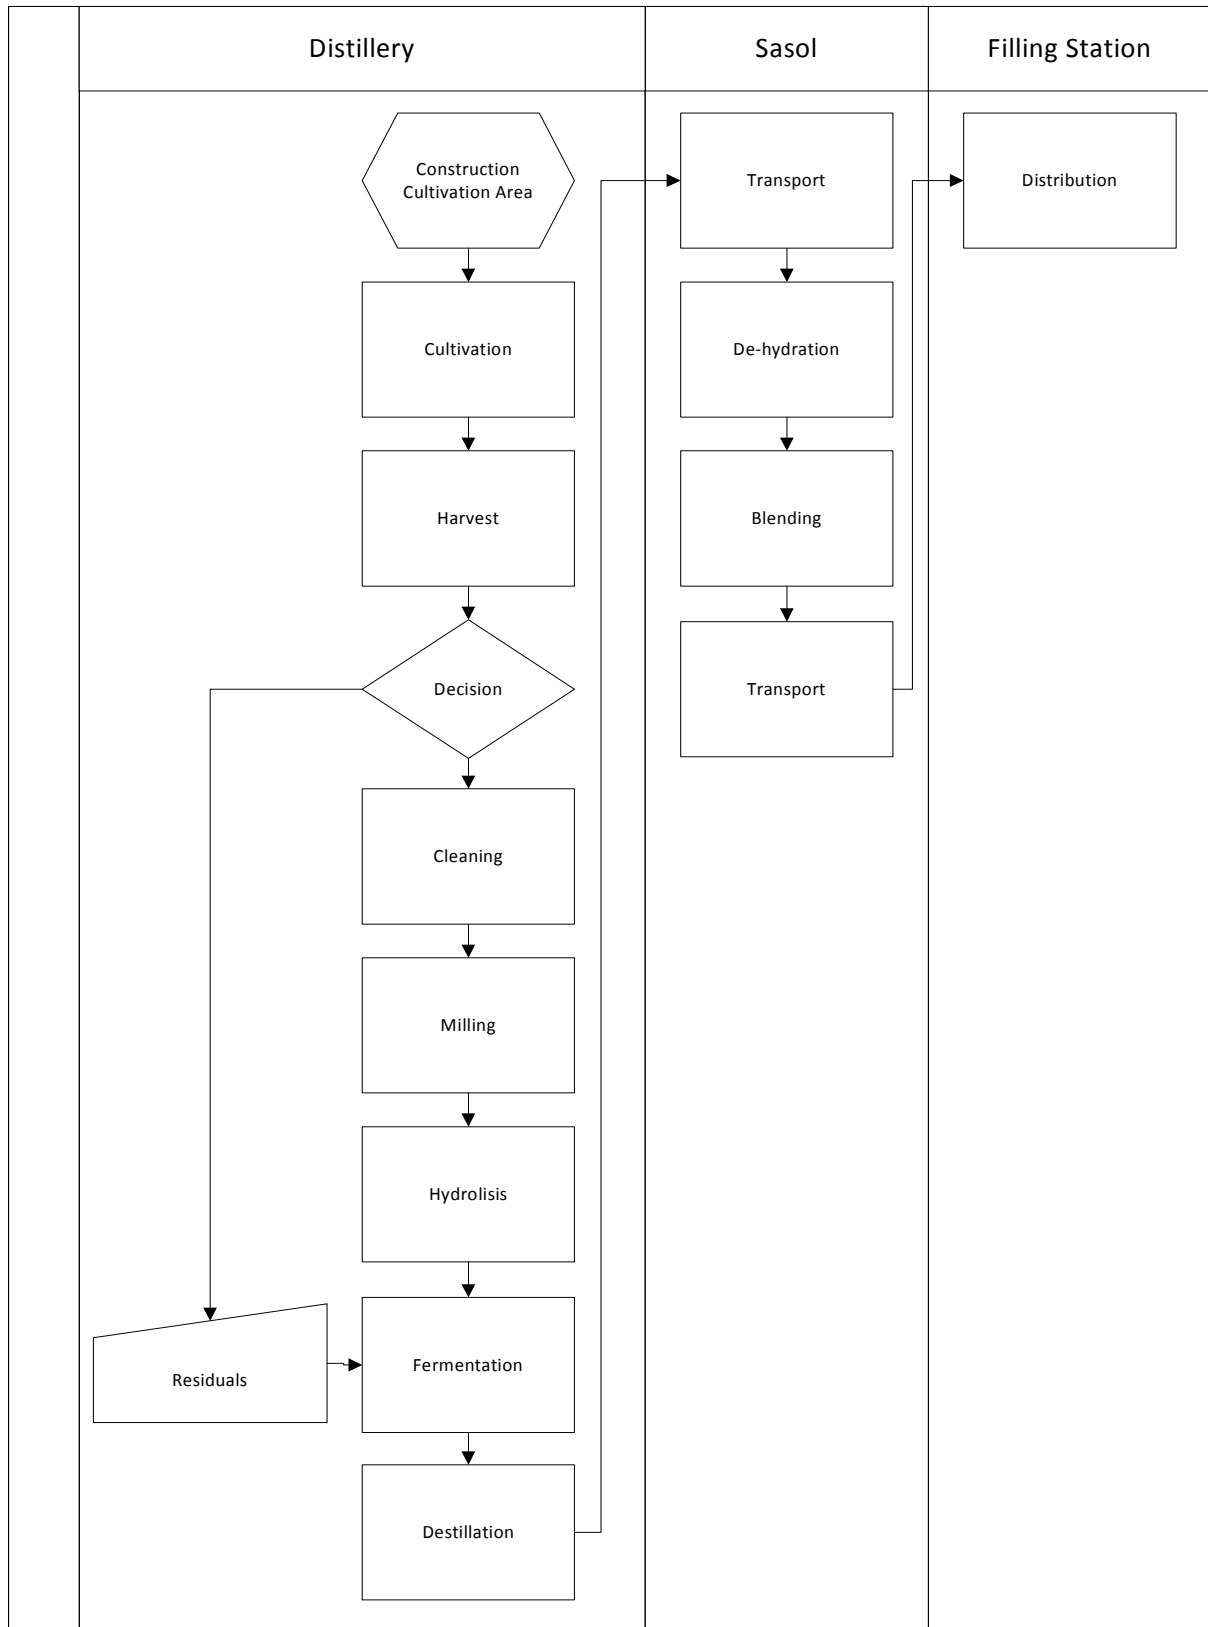 Distillery
Sasol
Filling Station
Construction
Cultivation Area
Cultivation
Harvest
Decision
Cleaning
Milling
Hydrolisis
Residuals
Fermentation
Destillation
Transport
De-hydration
Blending
Transport
Distribution